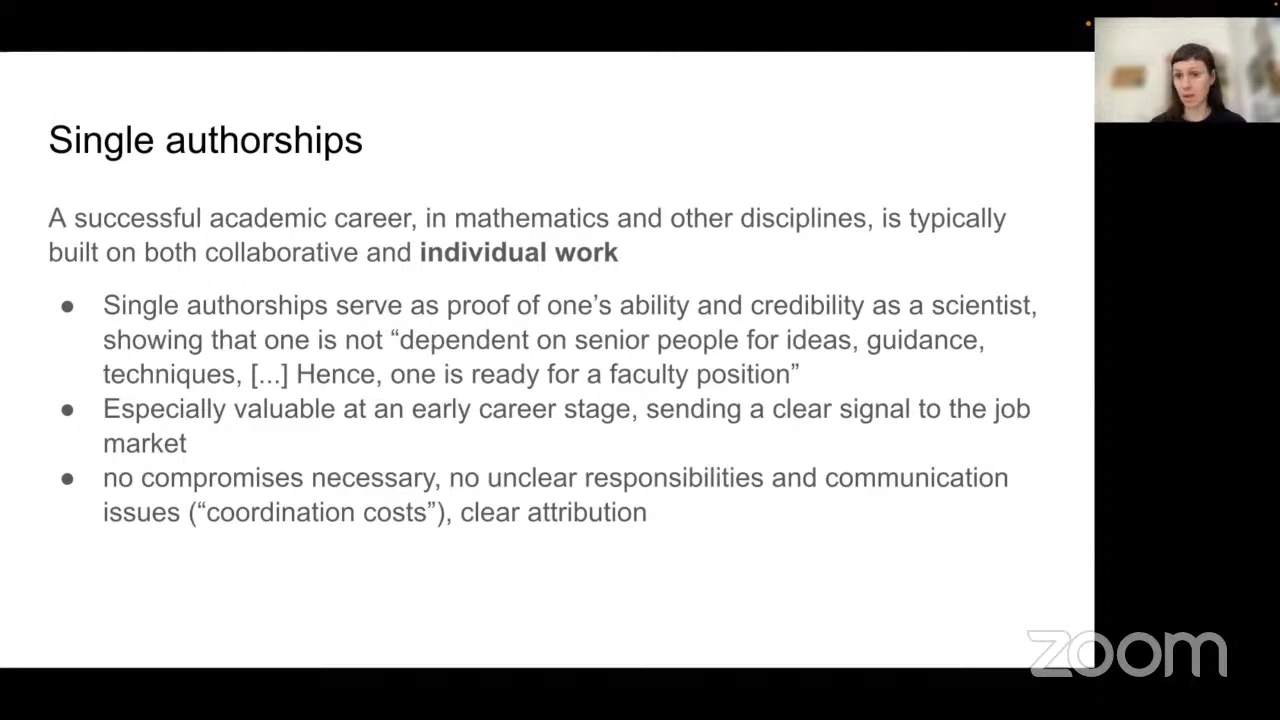 Single authorships
A successful academic career, in mathematics and other disciplines, is typically
built on both collaborative and individual work
● Single authorships serve as proof of one’s ability and credibility as a scientist,
showing that one is not “dependent on senior people for ideas, guidance,
techniques, [...] Hence, one is ready for a faculty position”
● Especially valuable at an early career stage, sending a clear signal to the job
market
● no compromises necessary, no unclear responsibilities and communication
issues (“coordination costs”), clear attribution
zoom